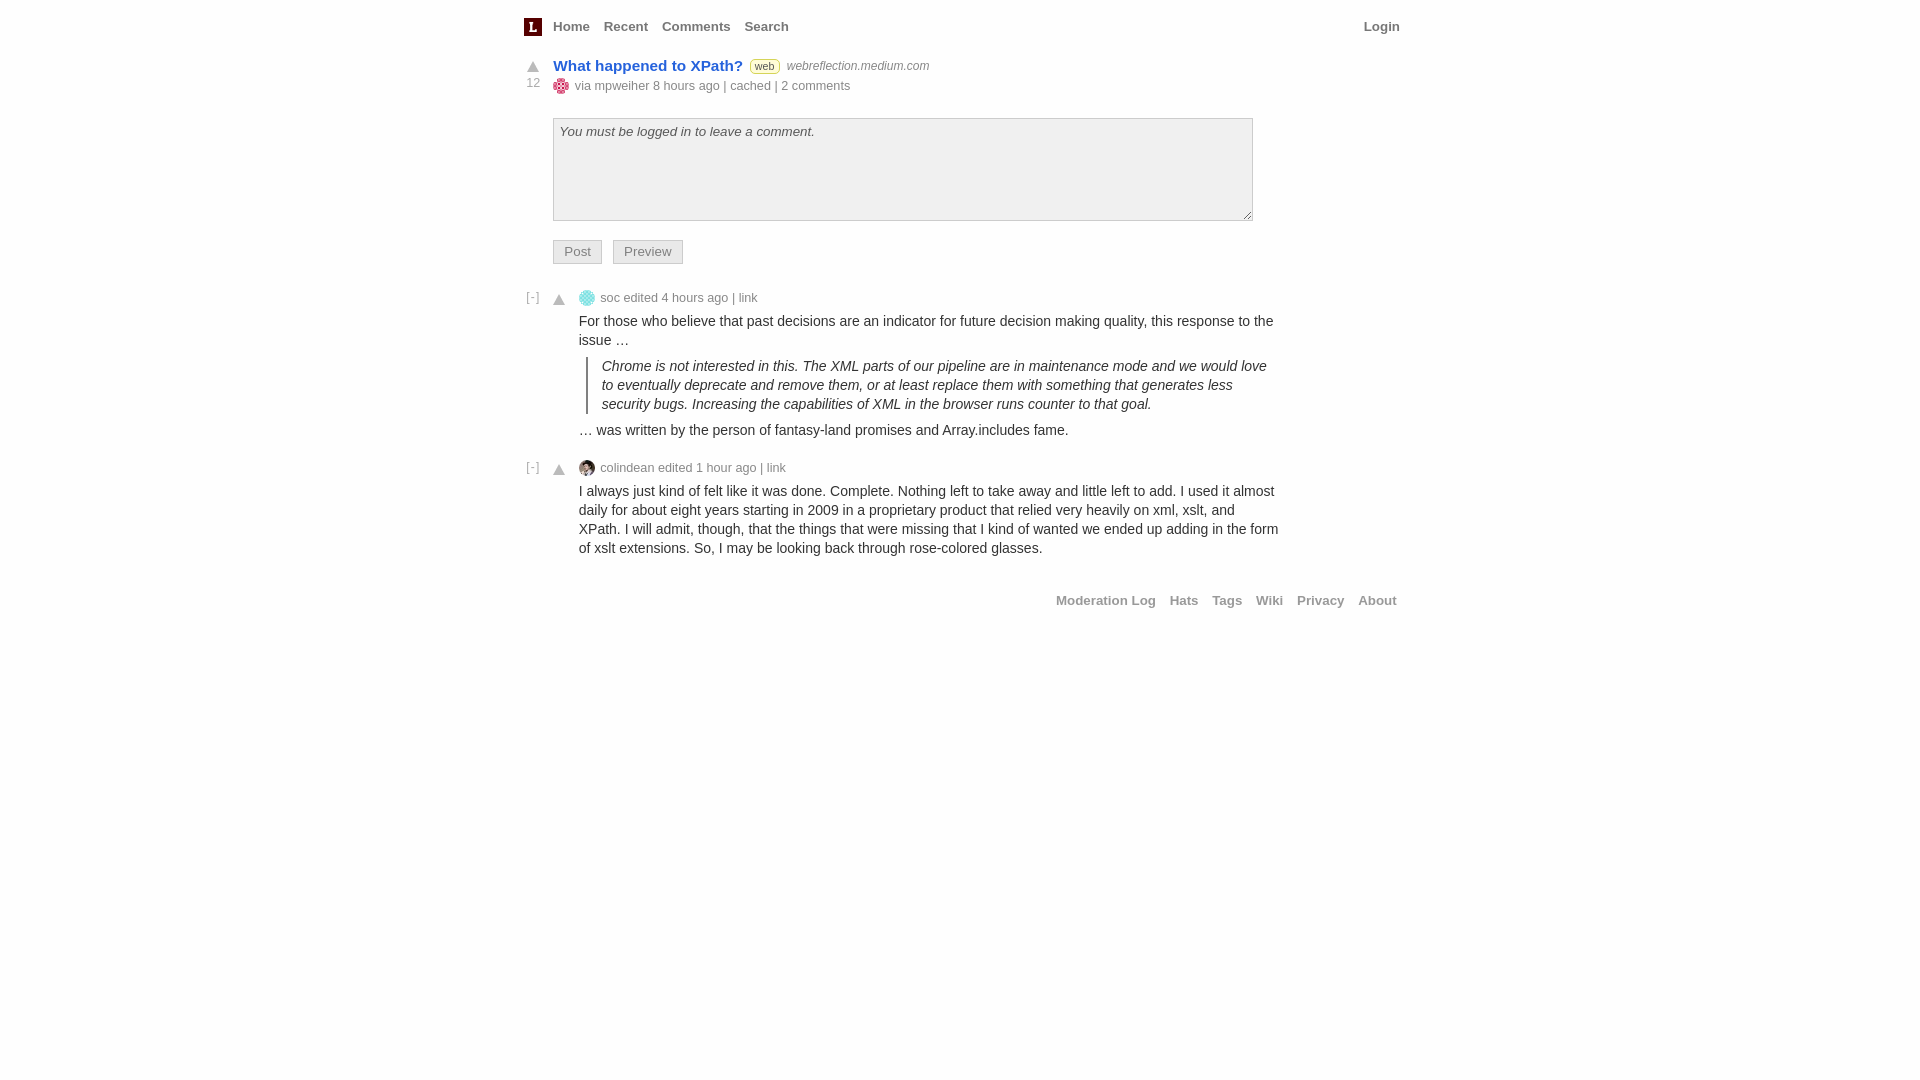 L Home Recent Comments Search Login
What happened to XPath? web webreflection.medium.com
12 via mpweiher 8 hours ago | cached | 2 comments
You must be logged in to leave a comment.
Post Preview
[-] soc edited 4 hours ago | link
For those who believe that past decisions are an indicator for future decision making quality, this response to the
issue …
Chrome is not interested in this. The XML parts of our pipeline are in maintenance mode and we would love
to eventually deprecate and remove them, or at least replace them with something that generates less
security bugs. Increasing the capabilities of XML in the browser runs counter to that goal.
… was written by the person of fantasy-land promises and Array.includes fame.
[-] colindean edited 1 hour ago | link
I always just kind of felt like it was done. Complete. Nothing left to take away and little left to add. I used it almost
daily for about eight years starting in 2009 in a proprietary product that relied very heavily on xml, xslt, and
XPath. I will admit, though, that the things that were missing that I kind of wanted we ended up adding in the form
of xslt extensions. So, I may be looking back through rose-colored glasses.
Moderation Log Hats Tags Wiki Privacy About